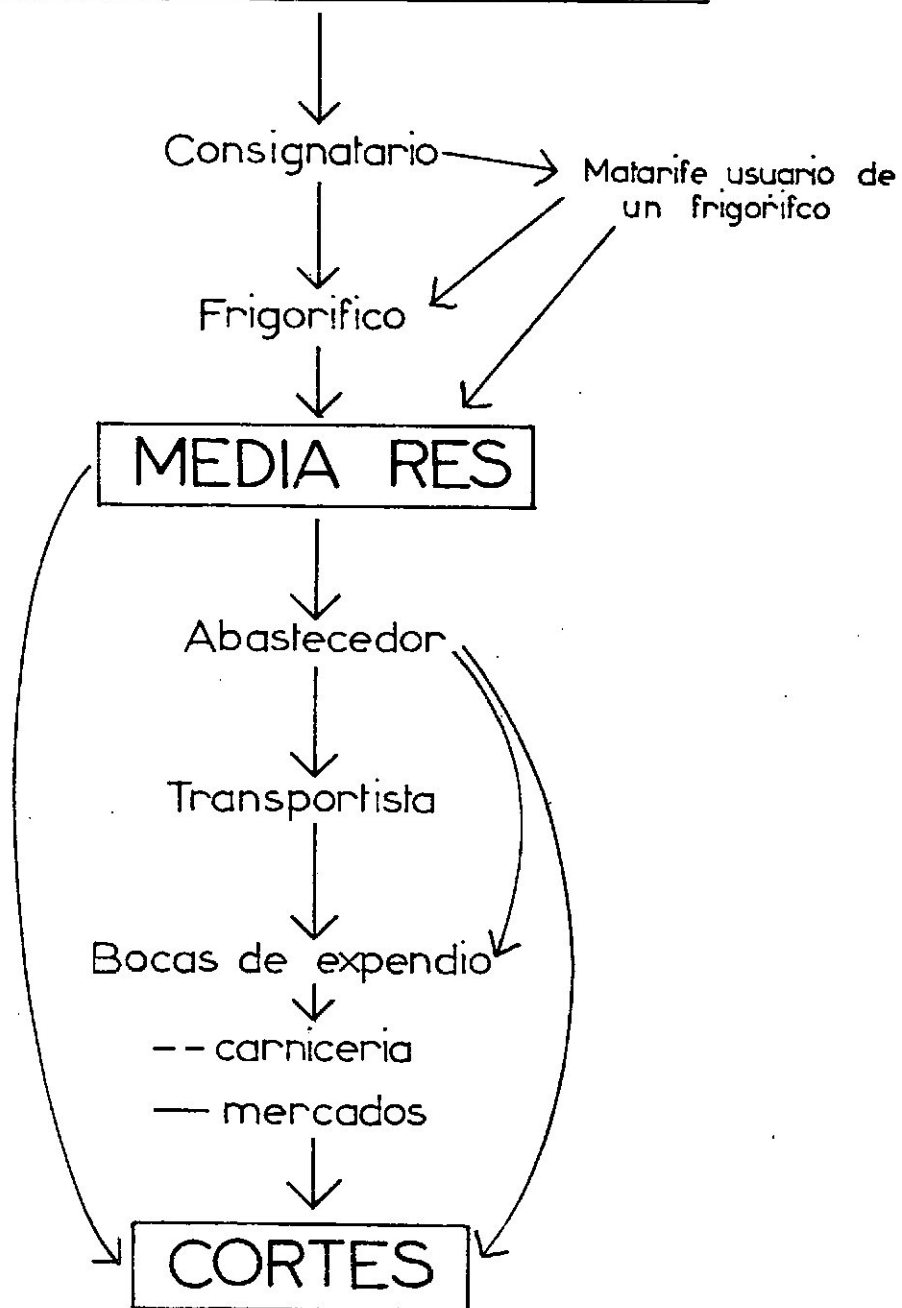 Consignatario
Matarife usuario de
un frigorifco
Frigorifico
MEDIA RES
Abastecedor
Transportista
Bocas de expendio
-- carniceria
— mercados
CORTES